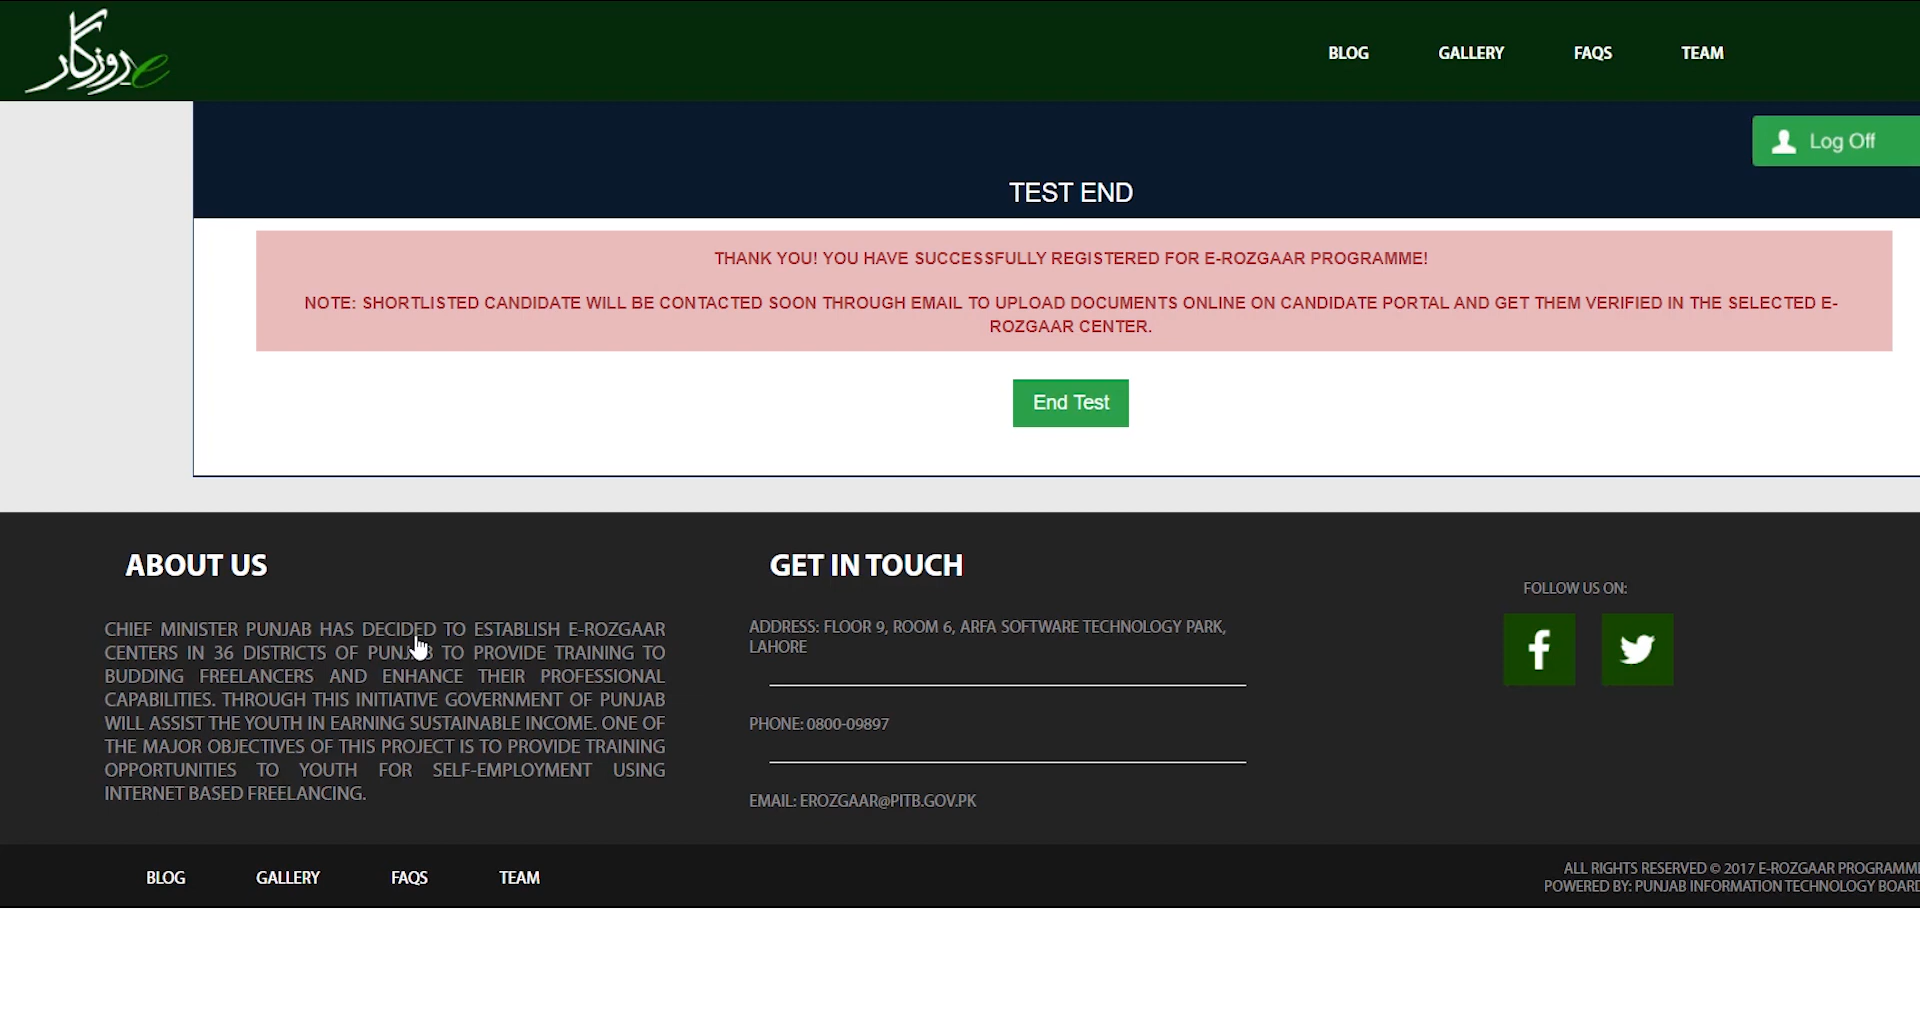 روزگار e
BLOG GALLERY FAQS TEAM
Log Off
TEST END
THANK YOU! YOU HAVE SUCCESSFULLY REGISTERED FOR E-ROZGAAR PROGRAMME!
NOTE: SHORTLISTED CANDIDATE WILL BE CONTACTED SOON THROUGH EMAIL TO UPLOAD DOCUMENTS ONLINE ON CANDIDATE PORTAL AND GET THEM VERIFIED IN THE SELECTED E-
ROZGAAR CENTER.
End Test
ABOUT US
CHIEF MINISTER PUNJAB HAS DECIDED TO ESTABLISH E-ROZGAAR
CENTERS IN 36 DISTRICTS OF PUNJAB TO PROVIDE TRAINING TO
BUDDING FREELANCERS AND ENHANCE THEIR PROFESSIONAL
CAPABILITIES. THROUGH THIS INITIATIVE GOVERNMENT OF PUNJAB
WILL ASSIST THE YOUTH IN EARNING SUSTAINABLE INCOME. ONE OF
THE MAJOR OBJECTIVES OF THIS PROJECT IS TO PROVIDE TRAINING
OPPORTUNITIES TO YOUTH FOR SELF-EMPLOYMENT USING
INTERNET BASED FREELANCING.
GET IN TOUCH
ADDRESS: FLOOR 9, ROOM 6, ARFA SOFTWARE TECHNOLOGY PARK,
LAHORE
PHONE: 0800-09897
EMAIL: EROZGAAR@PITB.GOV.PK
FOLLOW US ON:
BLOG GALLERY FAQS TEAM
ALL RIGHTS RESERVED © 2017 E-ROZGAAR PROGRAMME
POWERED BY: PUNJAB INFORMATION TECHNOLOGY BOARD